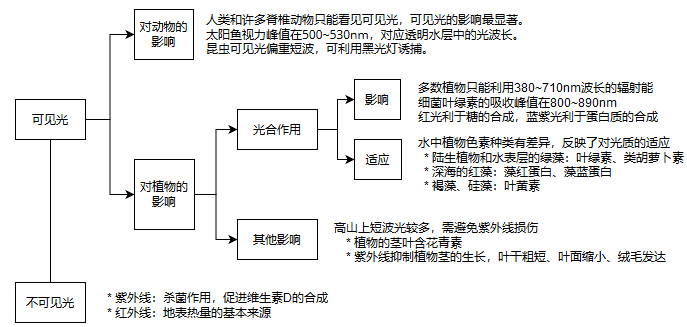 可见光
对动物的
影响
人类和许多脊椎动物只能看见可见光，可见光的影响最显著。
太阳鱼视力峰值在500~530nm，对应透明水层中的光波长。
昆虫可见光偏重短波，可利用黑光灯诱捕。
对植物的
影响
光合作用
影响
多数植物只能利用380~710nm波长的辐射能
细菌叶绿素的吸收峰值在800~890nm
红光利于糖的合成，蓝紫光利于蛋白质的合成
适应
水中植物色素种类有差异，反映了对光质的适应
* 陆生植物和水表层的绿藻：叶绿素、类胡萝卜素
* 深海的红藻：藻红蛋白、藻蓝蛋白
* 褐藻、硅藻：叶黄素
其他影响
高山上短波光较多，需避免紫外线损伤
* 植物的茎叶含花青素
* 紫外线抑制植物茎的生长，叶干粗短、叶面缩小、绒毛发达
不可见光
* 紫外线：杀菌作用，促进维生素D的合成
* 红外线：地表热量的基本来源